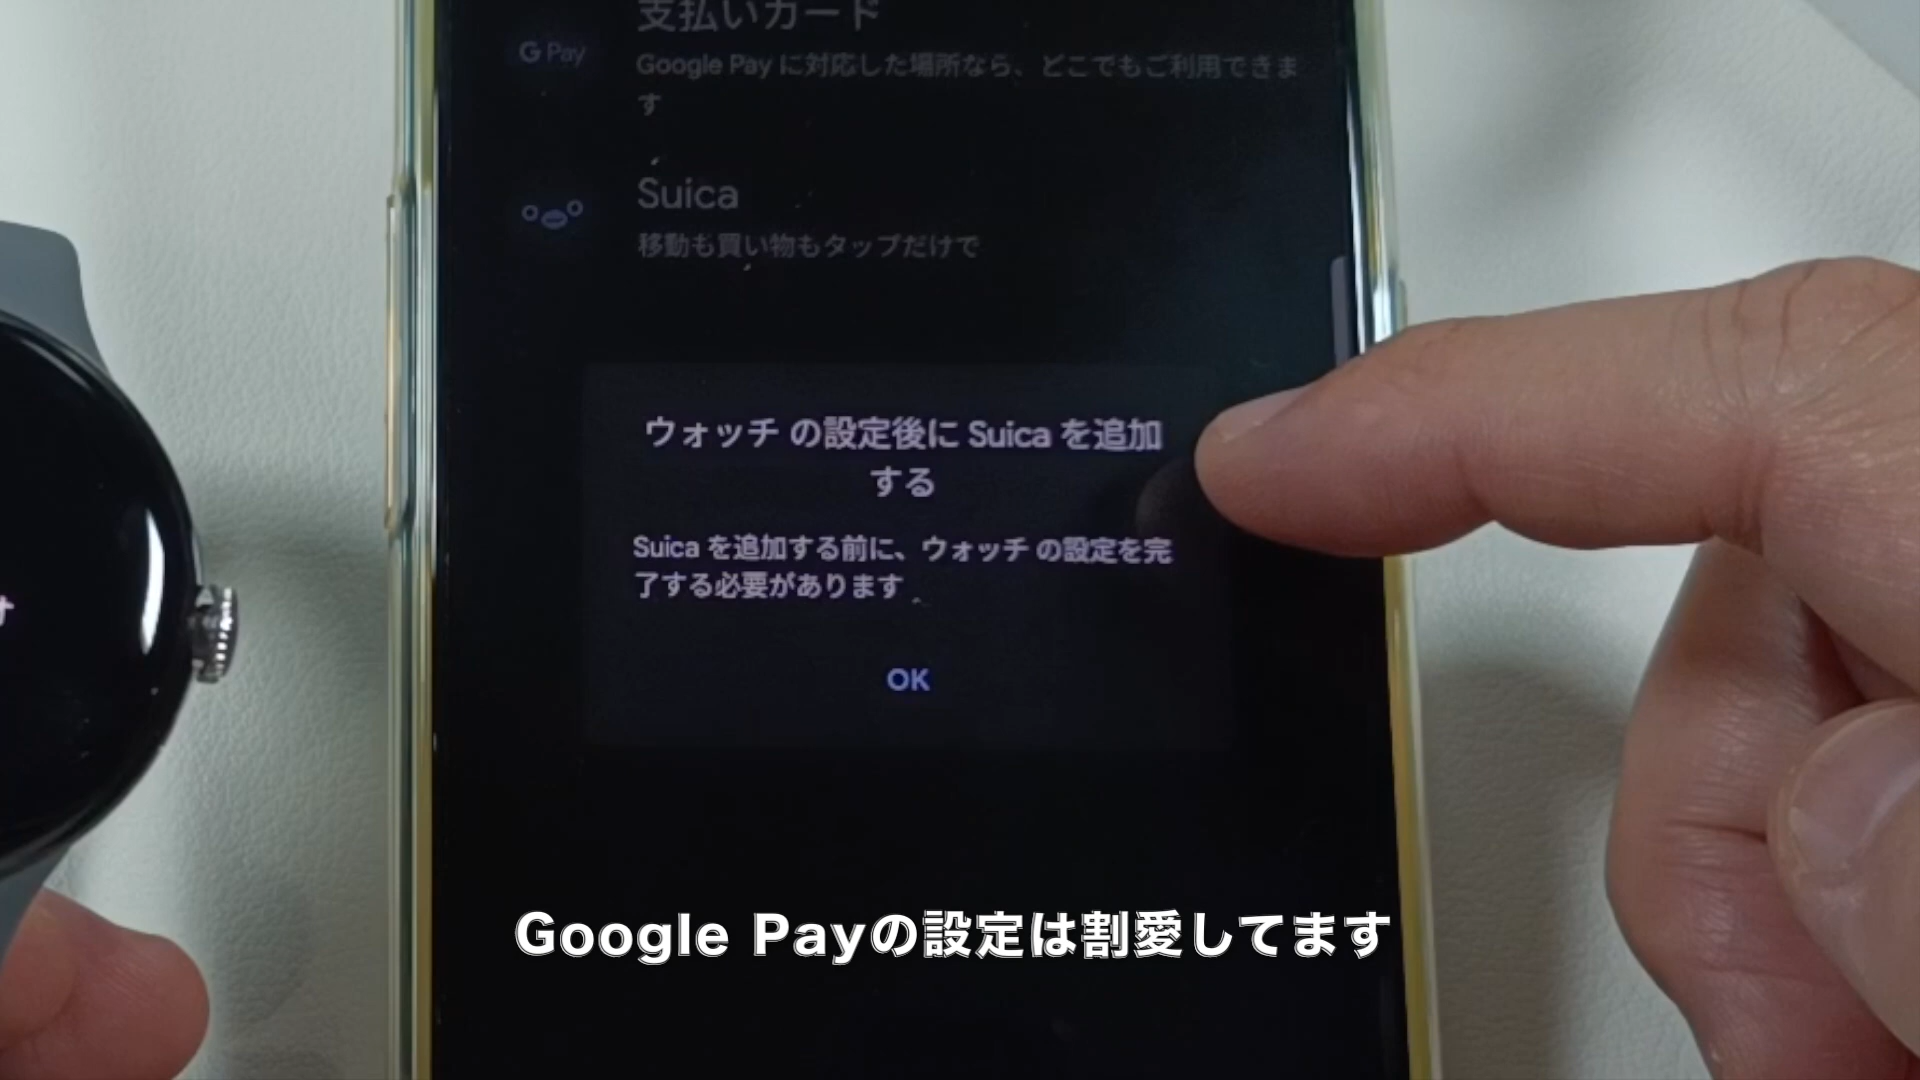 支払いカード
G Pay
Google Pay に対応した場所なら、どこでもご利用できま
す
Suica
移動も買い物もタップだけで
ウォッチ の設定後に Suica を追加
する
Suica を追加する前に、ウォッチ の設定を完
了する必要があります
OK
Google Payの設定は割愛してます